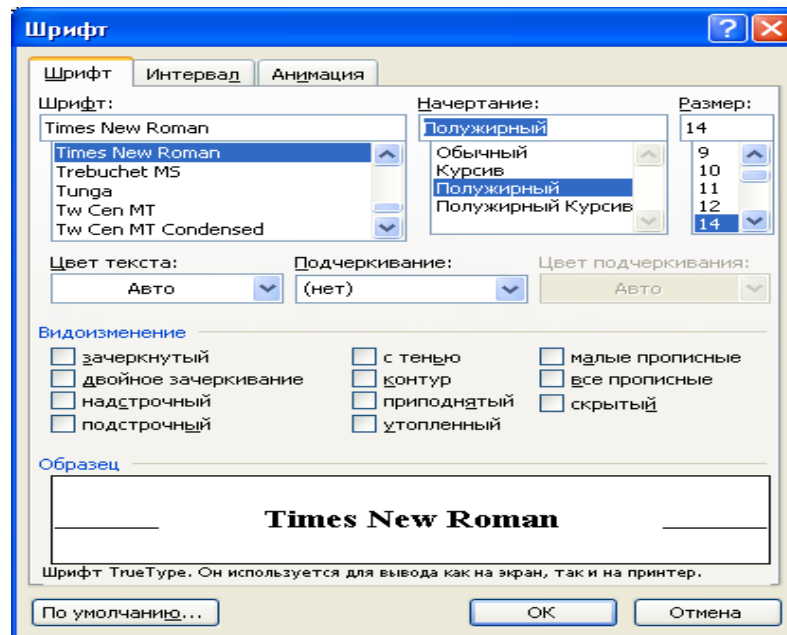 Шрифт
Шрифт Интервал Анимация
Шрифт: Начертание: Размер:
Times New Roman Полужирный 14
Times New Roman Обычный 9
Trebuchet MS Курсив 10
Tunga Полужирный 11
Tw Cen MT Полужирный Курсив 12
Tw Cen MT Condensed 14
Цвет текста: Подчеркивание: Цвет подчеркивания:
Авто (нет) Авто
Видоизменение
зачеркнутый с тенью малые прописные
двойное зачеркивание контур все прописные
надстрочный приподнятый скрытый
подстрочный утопленный
Образец
Times New Roman
Шрифт TrueType. Он используется для вывода как на экран, так и на принтер.
По умолчанию... ОК Отмена